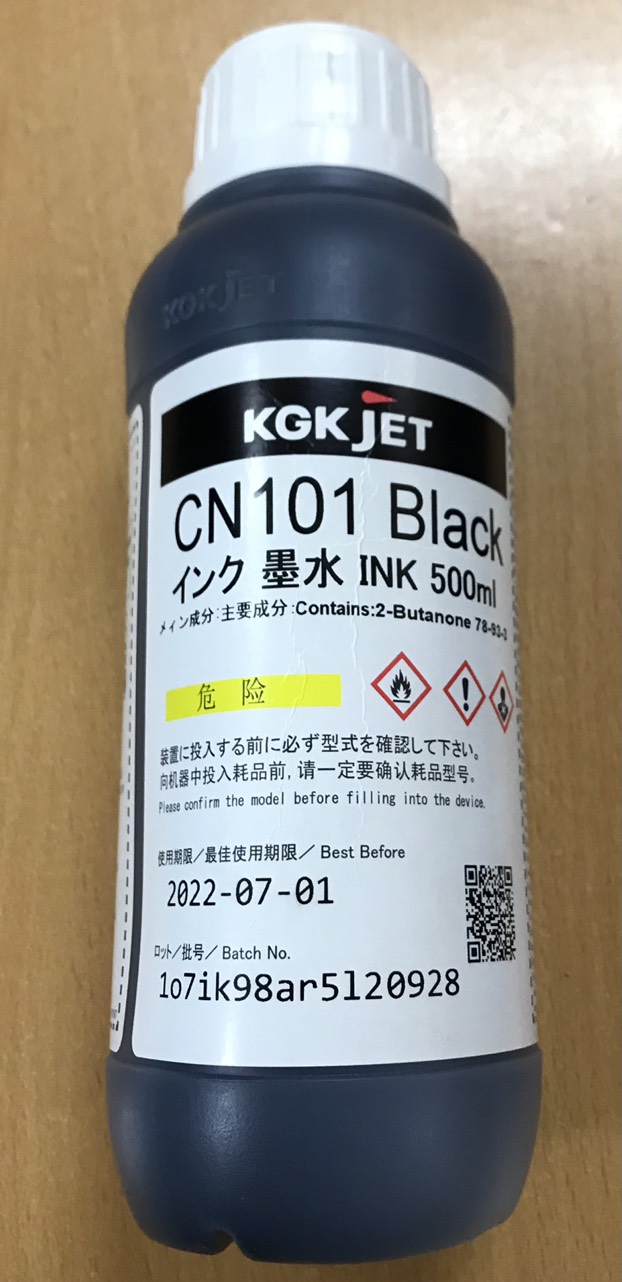 KGK JET
KGK JET
CN101 Black
インク 墨水 INK 500ml
メイン成分:主要成分:Contains:2-Butanone 78-93-3
危 险
装置に投入する前に必ず型式を確認して下さい。
向机器中投入耗品前,请一定要确认耗品型号。
Please confirm the model before filling into the device.
使用期限／最佳使用期限／ Best Before
2022-07-01
ロット／批号／ Batch No.
1o7ik98ar5l20928